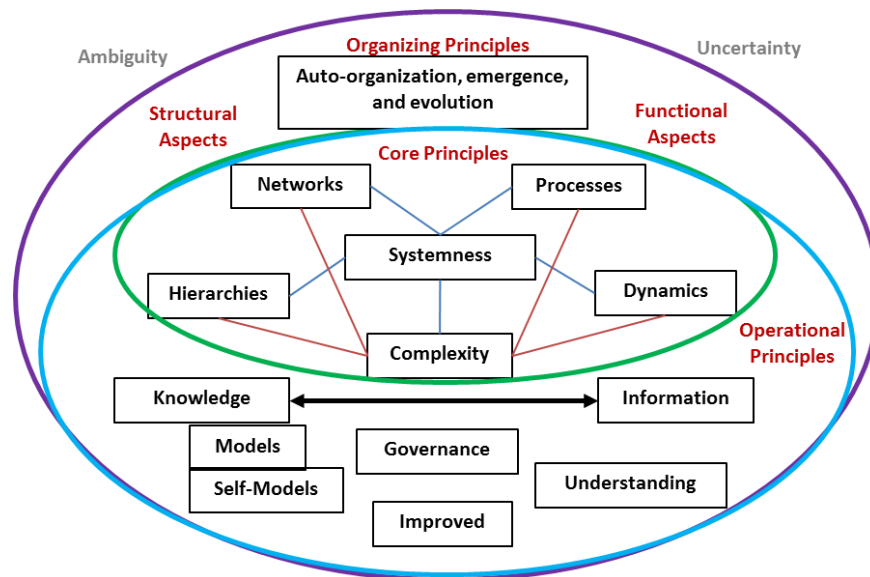 Organizing Principles
Ambiguity
Uncertainty
Auto-organization, emergence,
and evolution
Structural
Aspects
Functional
Aspects
Core Principles
Networks
Processes
Systemness
Hierarchies
Dynamics
Operational
Principles
Complexity
Knowledge
Information
Models
Governance
Self-Models
Understanding
Improved